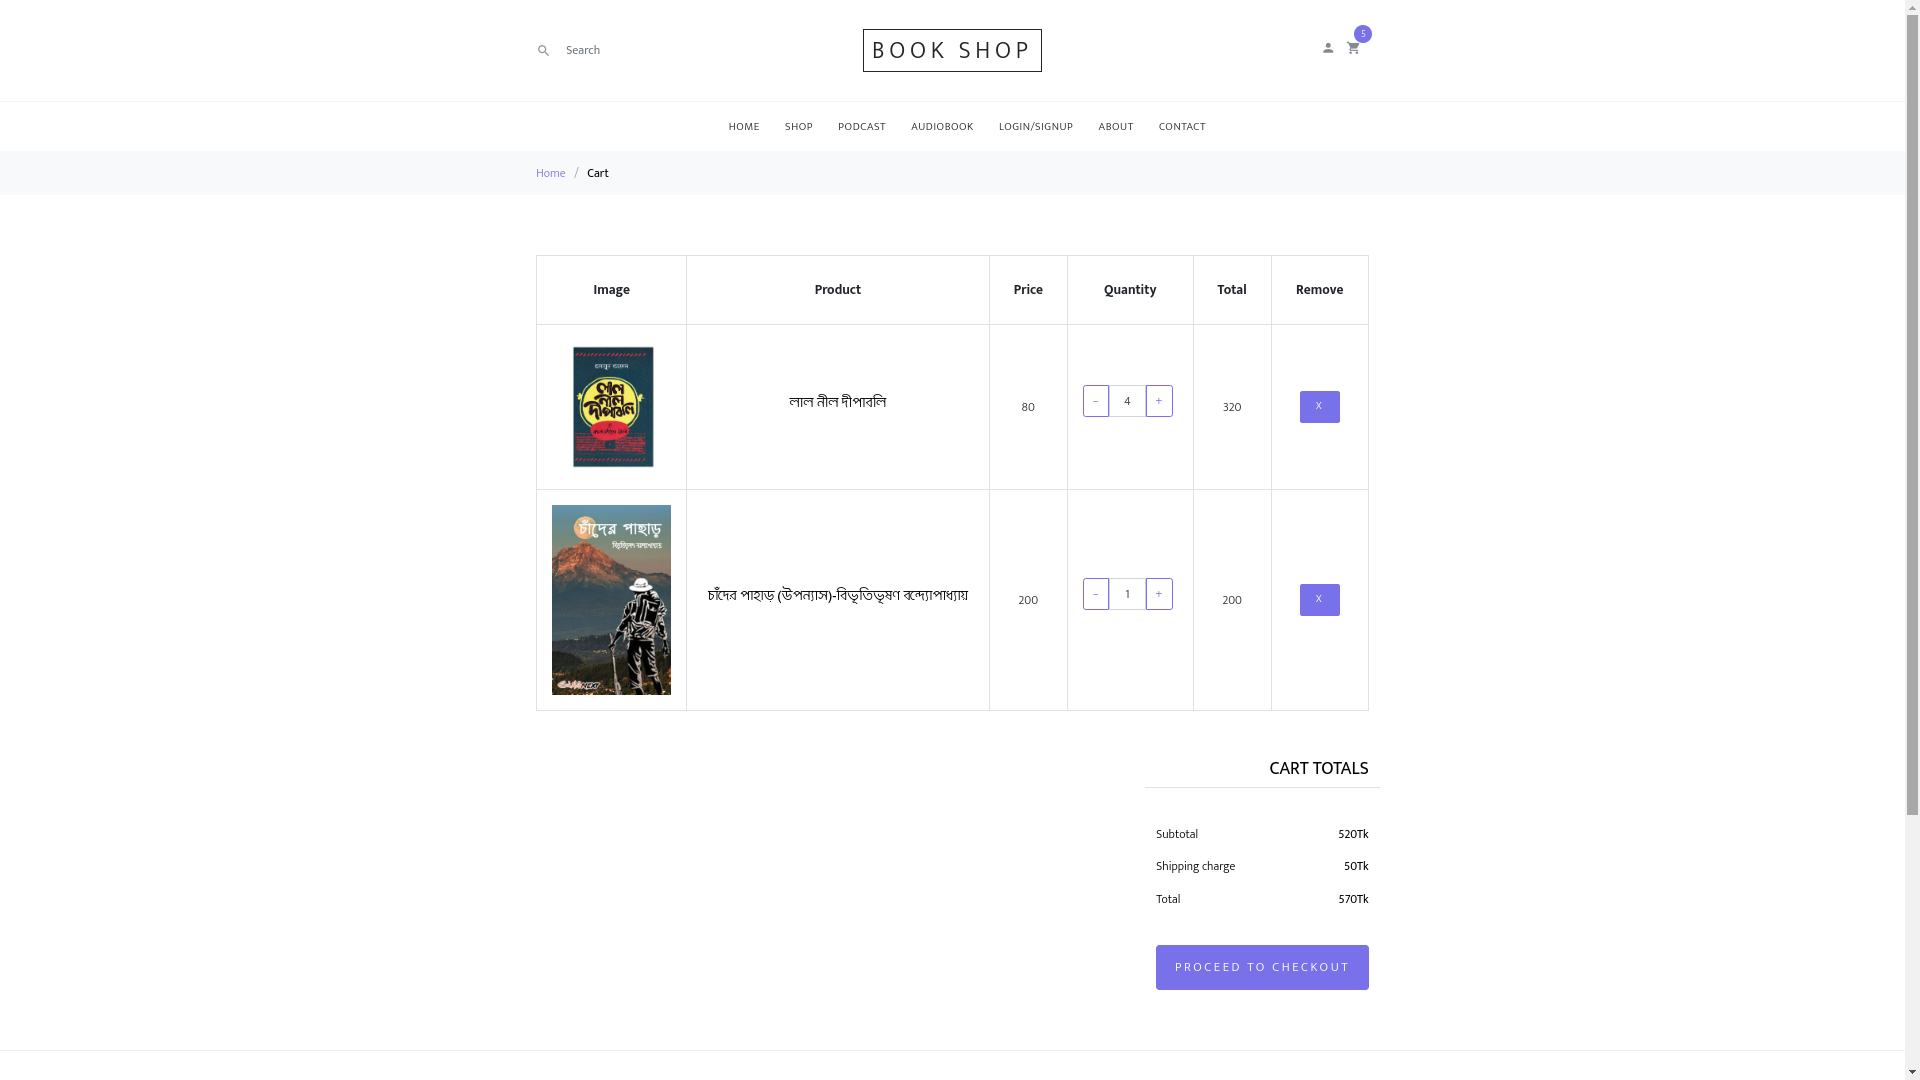 Search
BOOK SHOP
5
HOME SHOP PODCAST AUDIOBOOK LOGIN/SIGNUP ABOUT CONTACT
Home / Cart
Image Product Price Quantity Total Remove
লাল নীল দীপাবলি
লাল নীল দীপাবলি 80 - 4 + 320 X
চাঁদের পাহাড়
চাঁদের পাহাড় (উপন্যাস)-বিভূতিভূষণ বন্দ্যোপাধ্যায় 200 - 1 + 200 X
CART TOTALS
Subtotal 520Tk
Shipping charge 50Tk
Total 570Tk
PROCEED TO CHECKOUT